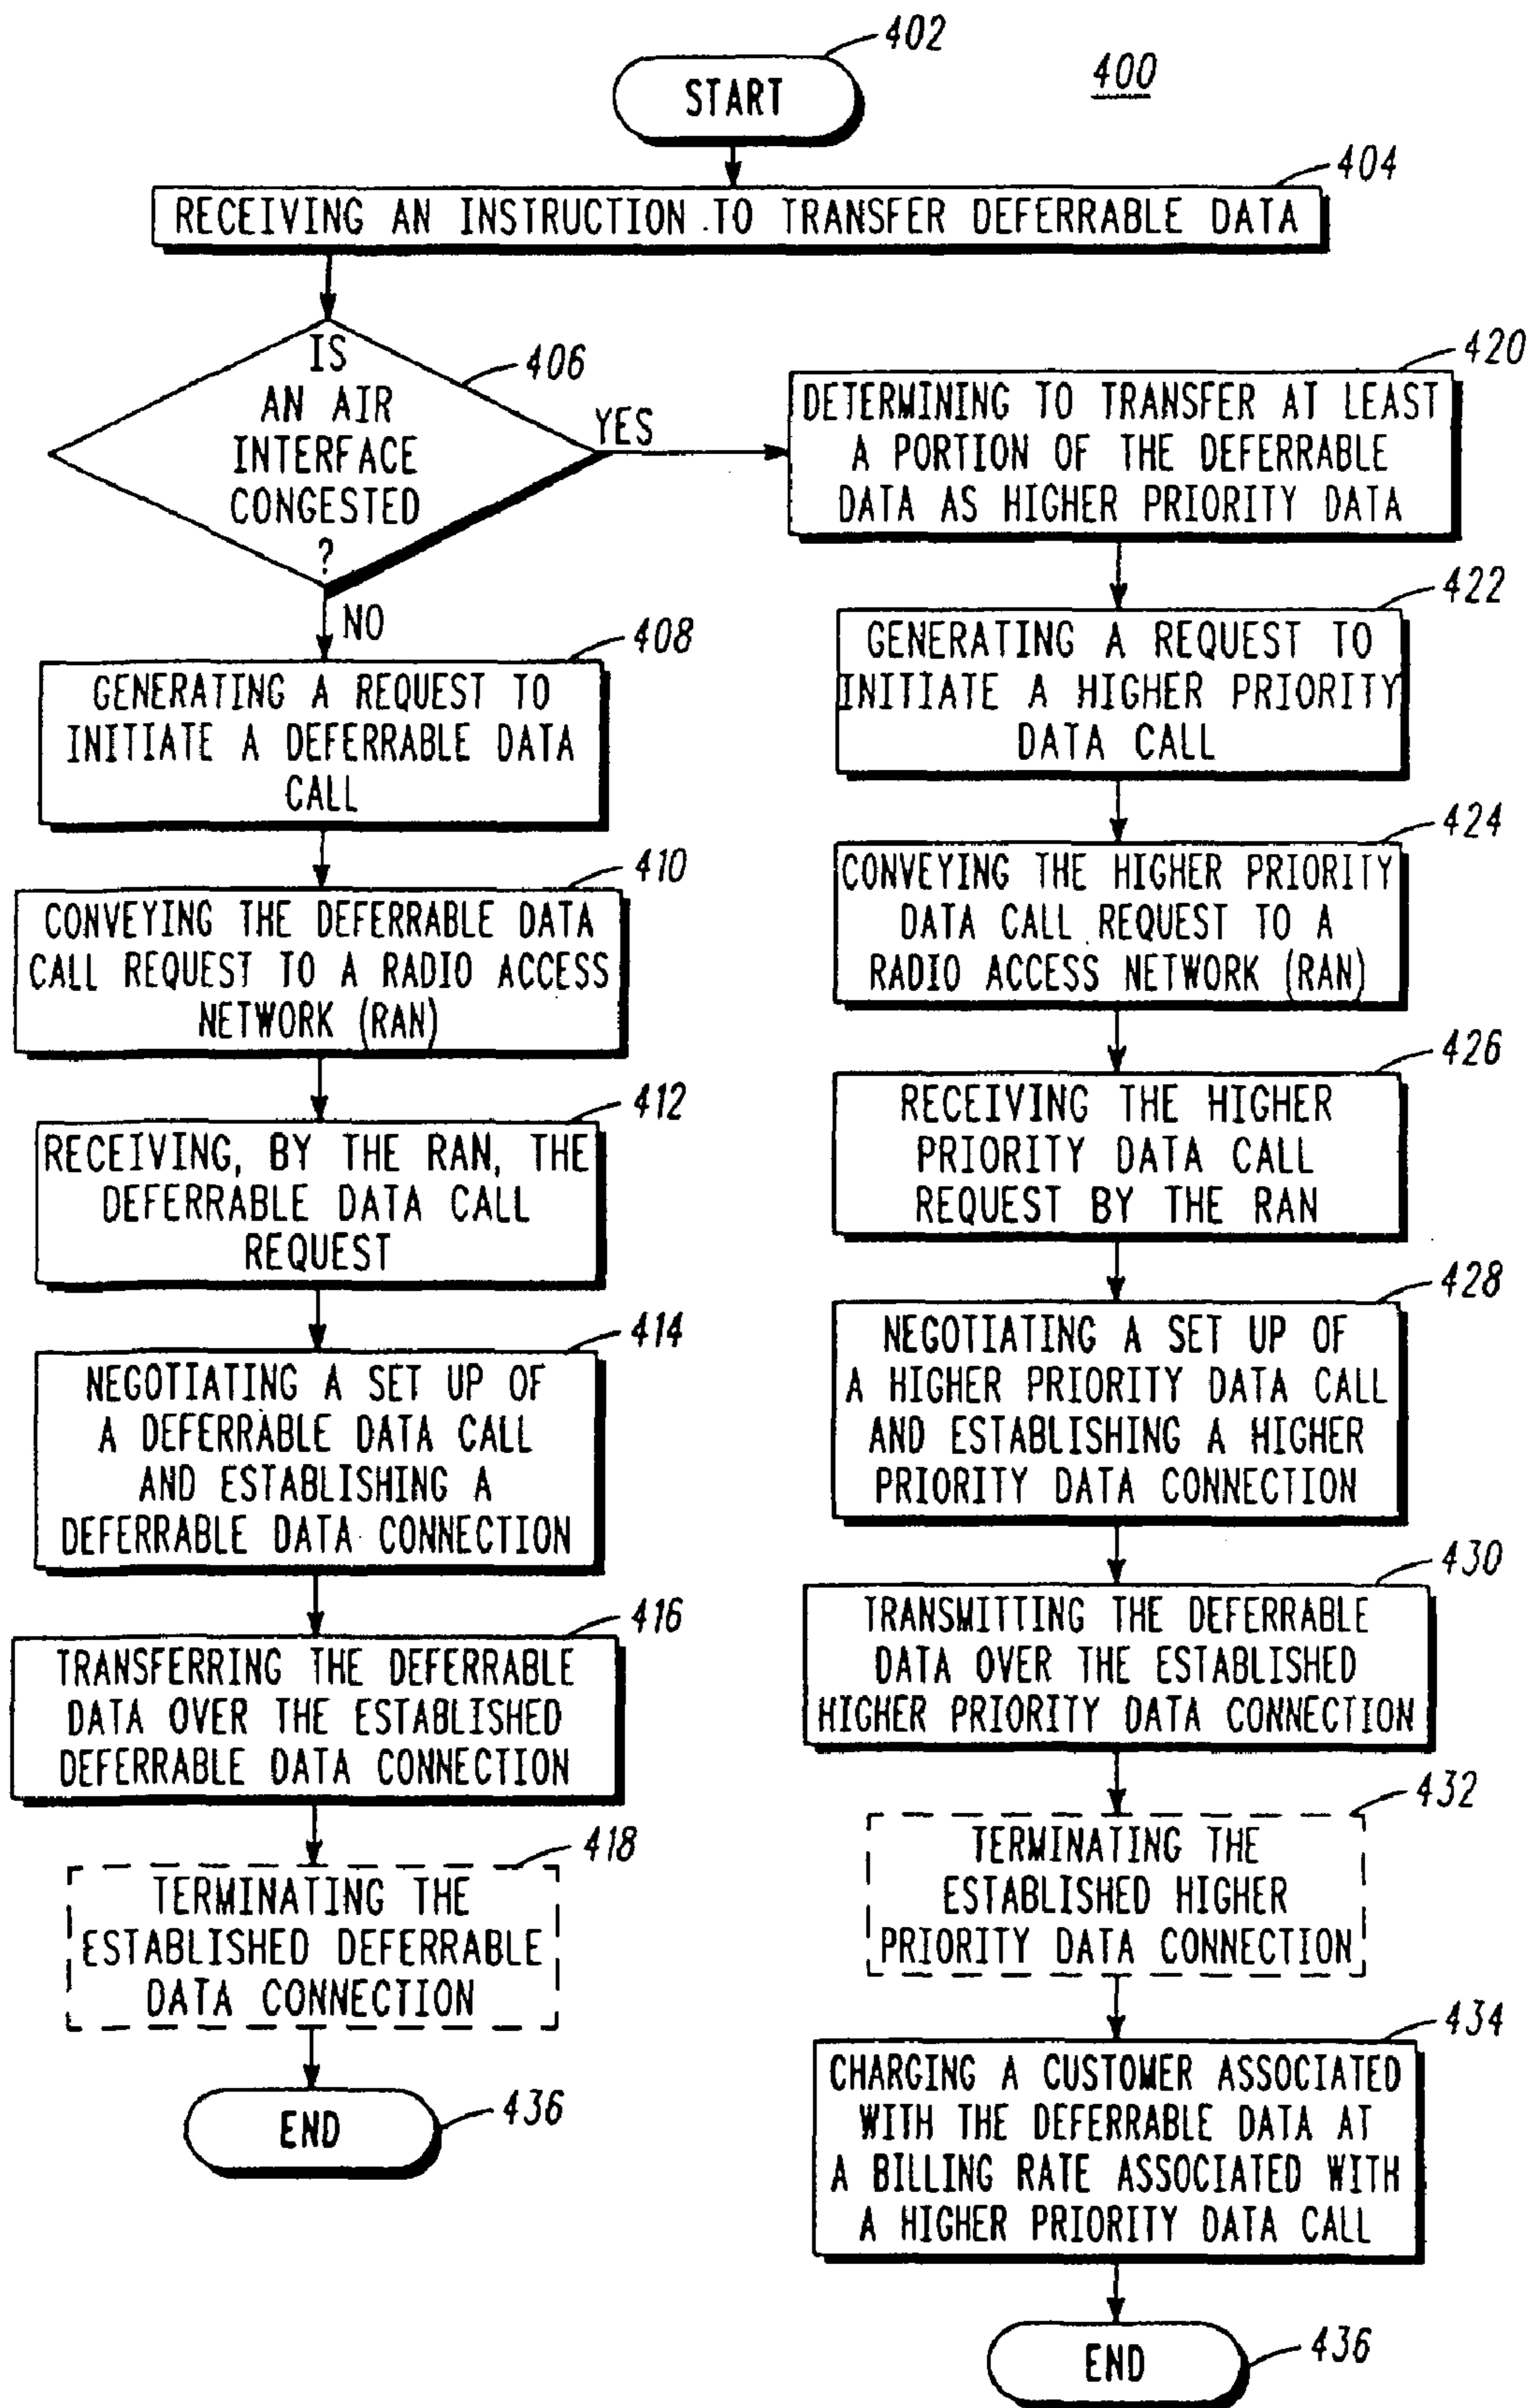 402
START
400
404
RECEIVING AN INSTRUCTION TO TRANSFER DEFERRABLE DATA
IS
AN AIR
INTERFACE
CONGESTED
?
406
YES
NO
408
GENERATING A REQUEST TO
INITIATE A DEFERRABLE DATA
CALL
410
CONVEYING THE DEFERRABLE DATA
CALL REQUEST TO A RADIO ACCESS
NETWORK (RAN)
412
RECEIVING, BY THE RAN, THE
DEFERRABLE DATA CALL
REQUEST
414
NEGOTIATING A SET UP OF
A DEFERRABLE DATA CALL
AND ESTABLISHING A
DEFERRABLE DATA CONNECTION
416
TRANSFERRING THE DEFERRABLE
DATA OVER THE ESTABLISHED
DEFERRABLE DATA CONNECTION
418
TERMINATING THE
ESTABLISHED DEFERRABLE
DATA CONNECTION
END
436
420
DETERMINING TO TRANSFER AT LEAST
A PORTION OF THE DEFERRABLE
DATA AS HIGHER PRIORITY DATA
422
GENERATING A REQUEST TO
INITIATE A HIGHER PRIORITY
DATA CALL
424
CONVEYING THE HIGHER PRIORITY
DATA CALL REQUEST TO A
RADIO ACCESS NETWORK (RAN)
426
RECEIVING THE HIGHER
PRIORITY DATA CALL
REQUEST BY THE RAN
428
NEGOTIATING A SET UP OF
A HIGHER PRIORITY DATA CALL
AND ESTABLISHING A HIGHER
PRIORITY DATA CONNECTION
430
TRANSMITTING THE DEFERRABLE
DATA OVER THE ESTABLISHED
HIGHER PRIORITY DATA CONNECTION
432
TERMINATING THE
ESTABLISHED HIGHER
PRIORITY DATA CONNECTION
434
CHARGING A CUSTOMER ASSOCIATED
WITH THE DEFERRABLE DATA AT
A BILLING RATE ASSOCIATED WITH
A HIGHER PRIORITY DATA CALL
END
436